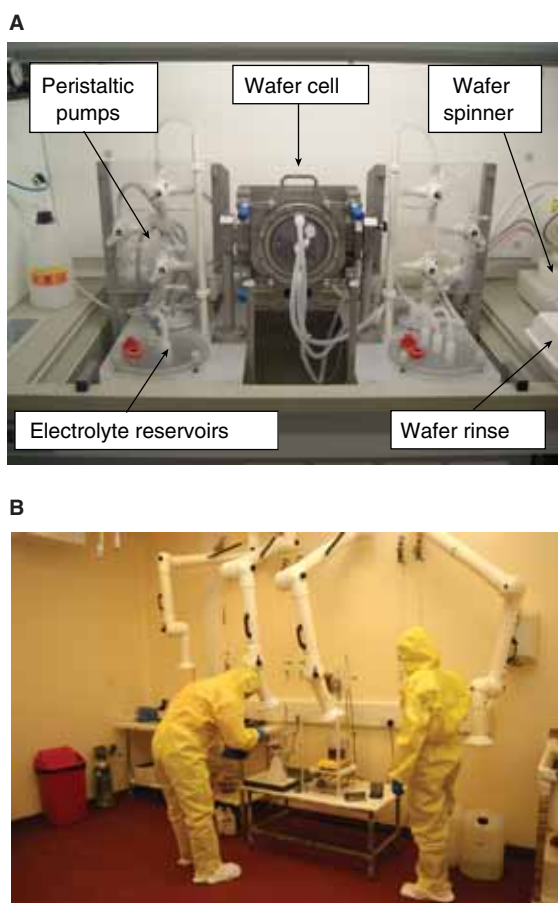 A
Peristaltic
pumps
Wafer cell
Wafer
spinner
Electrolyte reservoirs
Wafer rinse
B